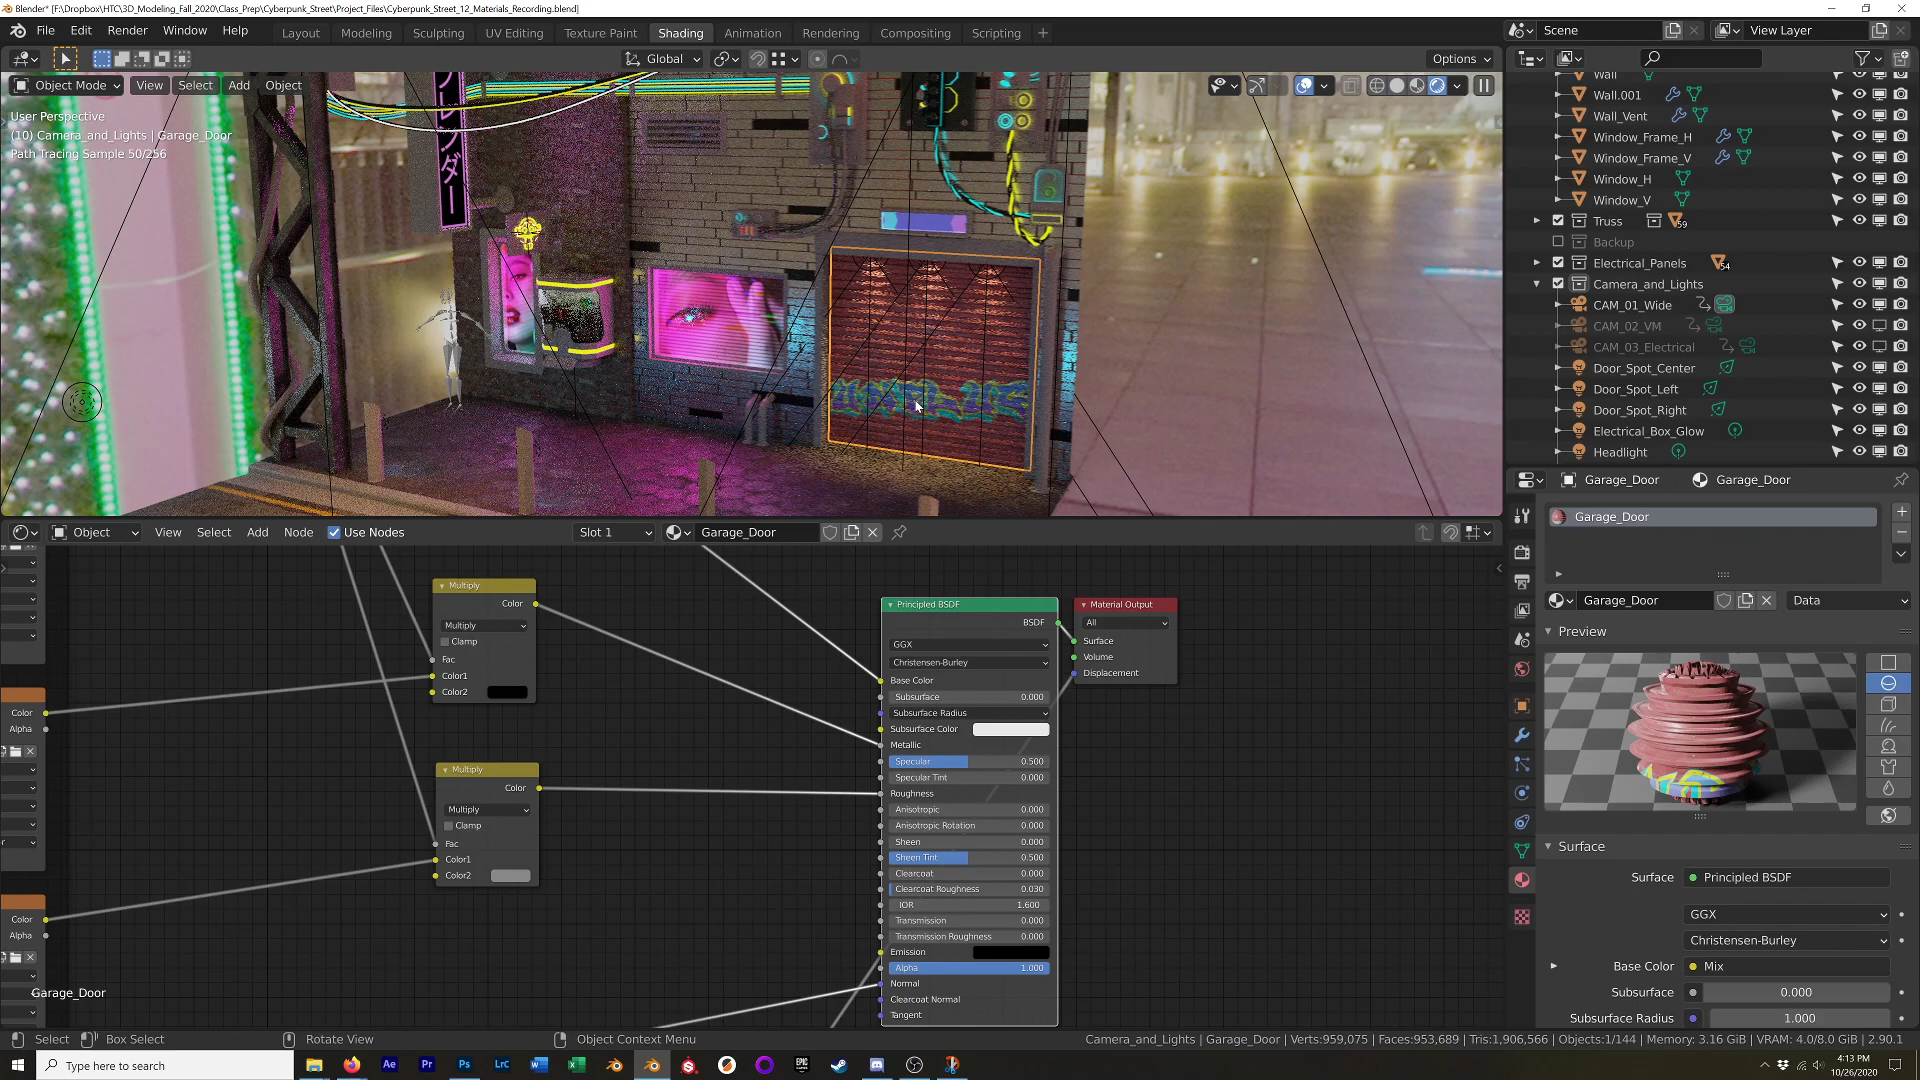 Blender* [F:\Dropbox\HTC\3D_Modeling_Fall_2020\Class_Prep\Cyberpunk_Street\Project_Files\Cyberpunk_Street_12_Materials_Recording.blend]
File Edit Render Window Help
Layout Modeling Sculpting UV Editing Texture Paint Shading Animation Rendering Compositing Scripting +
Scene
View Layer
Global
Options
Object Mode View Select Add Object
User Perspective
(10) Camera_and_Lights | Garage_Door
Path Tracing Sample 50/256
レンダー
Wall
Wall.001
Wall_Vent
Window_Frame_H
Window_Frame_V
Window_H
Window_V
Truss 59
Backup
Electrical_Panels 54
Camera_and_Lights
CAM_01_Wide
CAM_02_VM
CAM_03_Electrical
Door_Spot_Center
Door_Spot_Left
Door_Spot_Right
Electrical_Box_Glow
Headlight
Object View Select Add Node Use Nodes Slot 1 Garage_Door
Multiply
Color
Multiply
Clamp
Fac
Color1
Color2
Multiply
Color
Multiply
Clamp
Fac
Color1
Color2
Color
Alpha
Color
Alpha
Garage_Door
Principled BSDF
BSDF
GGX
Christensen-Burley
Base Color
Subsurface 0.000
Subsurface Radius
Subsurface Color
Metallic
Specular 0.500
Specular Tint 0.000
Roughness
Anisotropic 0.000
Anisotropic Rotation 0.000
Sheen 0.000
Sheen Tint 0.500
Clearcoat 0.000
Clearcoat Roughness 0.030
IOR 1.600
Transmission 0.000
Transmission Roughness 0.000
Emission
Alpha 1.000
Normal
Clearcoat Normal
Tangent
Material Output
All
Surface
Volume
Displacement
Garage_Door Garage_Door
Garage_Door
Garage_Door Data
Preview
Surface
Surface Principled BSDF
GGX
Christensen-Burley
Base Color Mix
Subsurface 0.000
Subsurface Radius 1.000
Select Box Select Rotate View Object Context Menu
Camera_and_Lights | Garage_Door | Verts:959,075 | Faces:953,689 | Tris:1,906,566 | Objects:1/144 | Memory: 3.16 GiB | VRAM: 4.0/8.0 GiB | 2.90.1
Type here to search
Ae Pr Ps Lrc
4:13 PM
10/26/2020